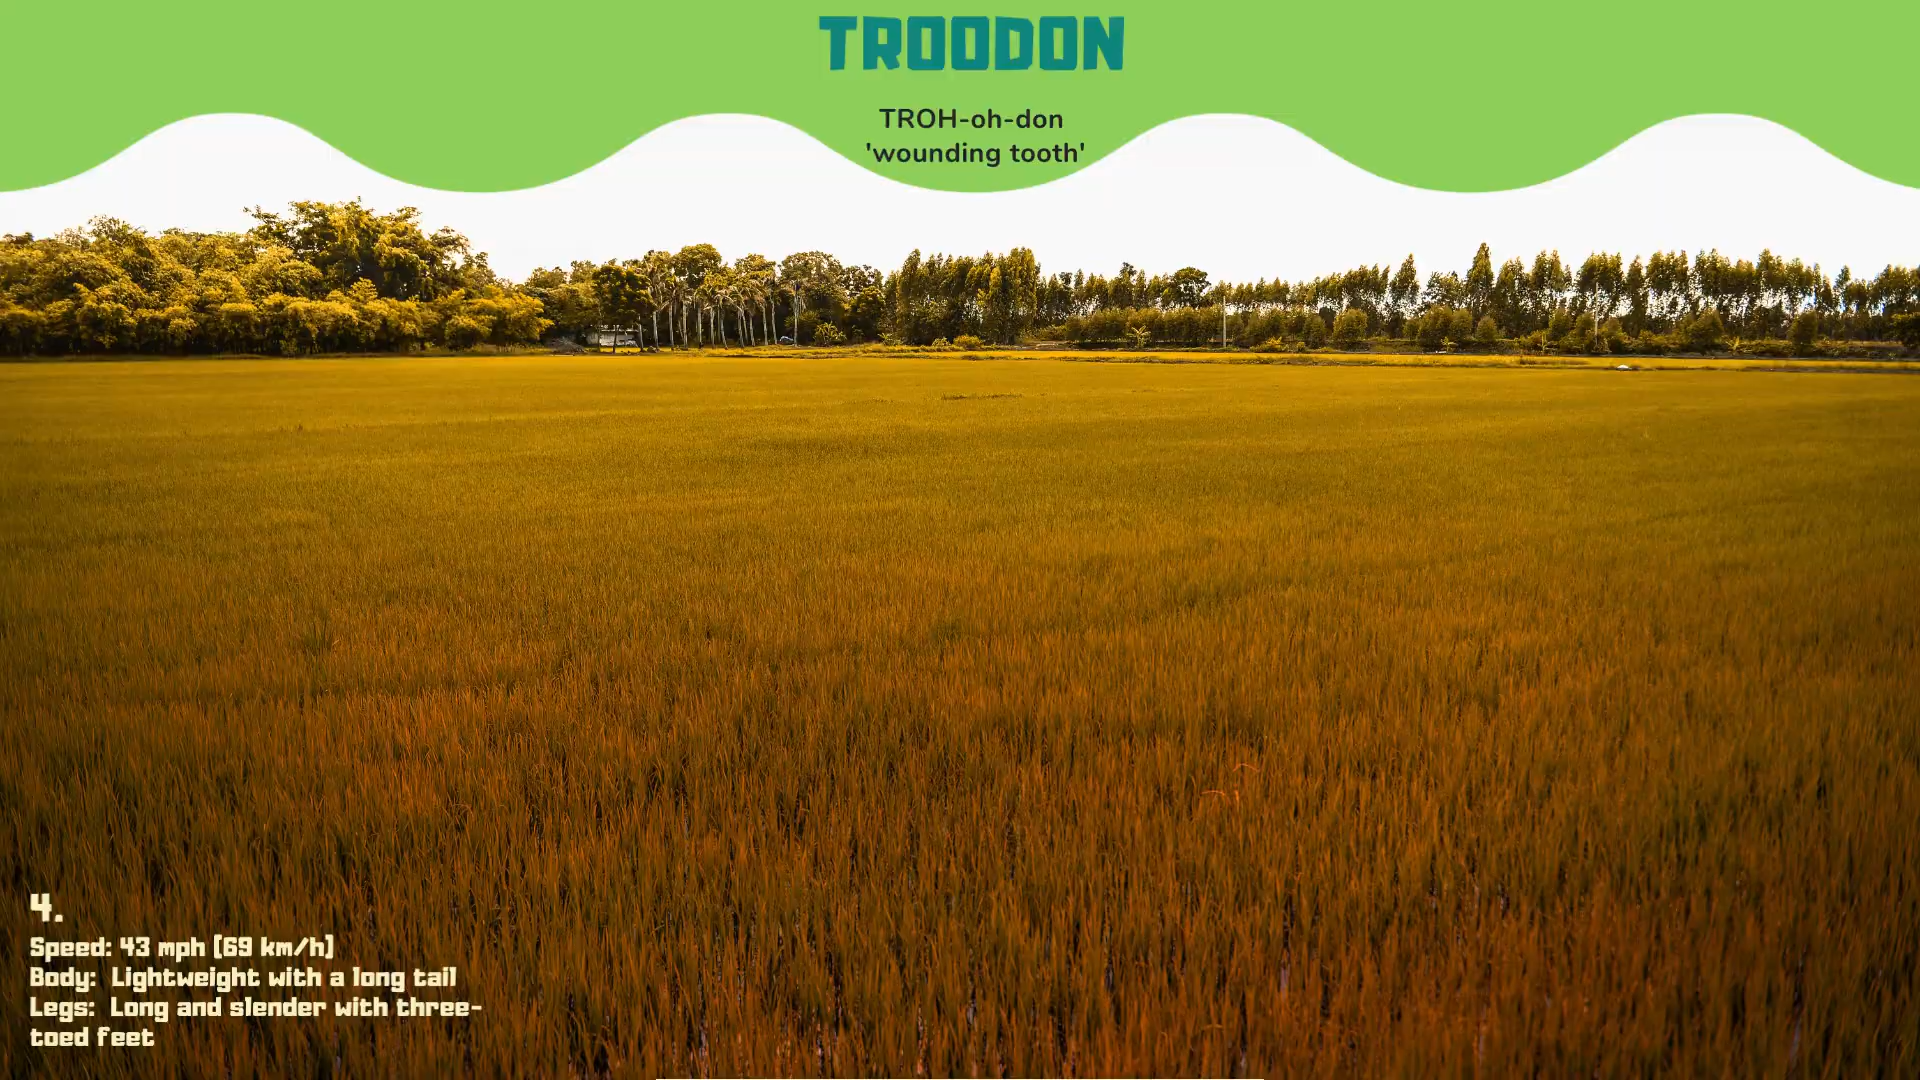 TROODON
TROH-oh-don
'wounding tooth'
4.
Speed: 43 mph (69 km/h)
Body: Lightweight with a long tail
Legs: Long and slender with three-
toed feet